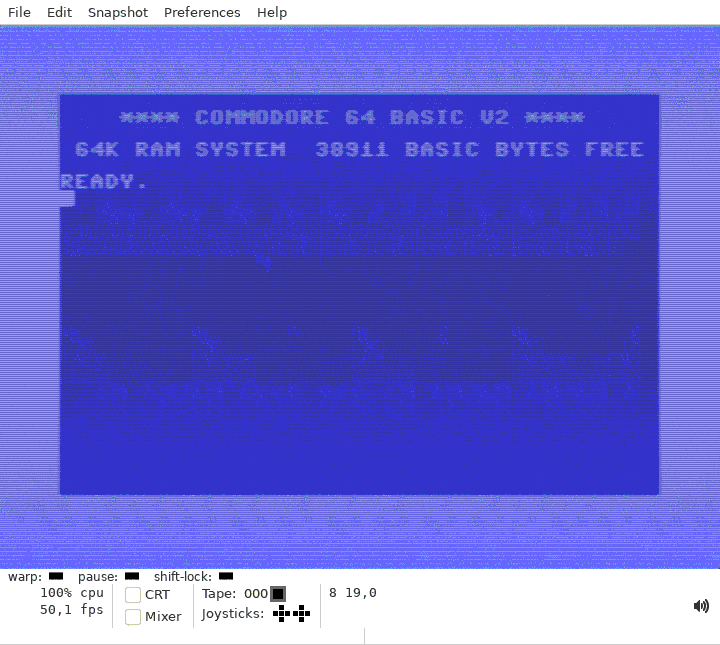 File Edit Snapshot Preferences Help
**** COMMODORE 64 BASIC V2 ****
64K RAM SYSTEM 38911 BASIC BYTES FREE
READY.
warp: pause: shift-lock:
100% cpu CRT Tape: 000 8 19,0
50,1 fps Mixer Joysticks: